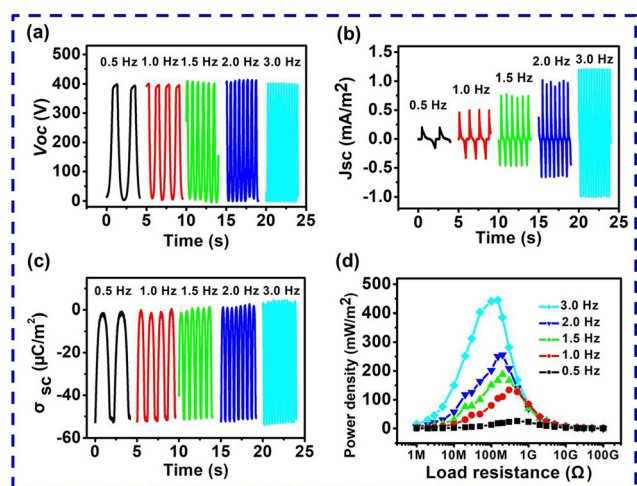 (a)
500
400
300
200
100
0
Voc (V)
0.5 Hz 1.0 Hz 1.5 Hz 2.0 Hz 3.0 Hz
0 5 10 15 20 25
Time (s)
(b)
1.5
1.0
0.5
0.0
-0.5
-1.0
Jsc (mA/m²)
0.5 Hz
1.0 Hz
1.5 Hz
2.0 Hz
3.0 Hz
0 5 10 15 20 25
Time (s)
(c)
0
-20
-40
-60
σ sc (μC/m²)
0.5 Hz 1.0 Hz 1.5 Hz 2.0 Hz 3.0 Hz
0 5 10 15 20 25
Time (s)
(d)
500
400
300
200
100
0
Power density (mW/m²)
3.0 Hz
2.0 Hz
1.5 Hz
1.0 Hz
0.5 Hz
1M 10M 100M 1G 10G 100G
Load resistance (Ω)